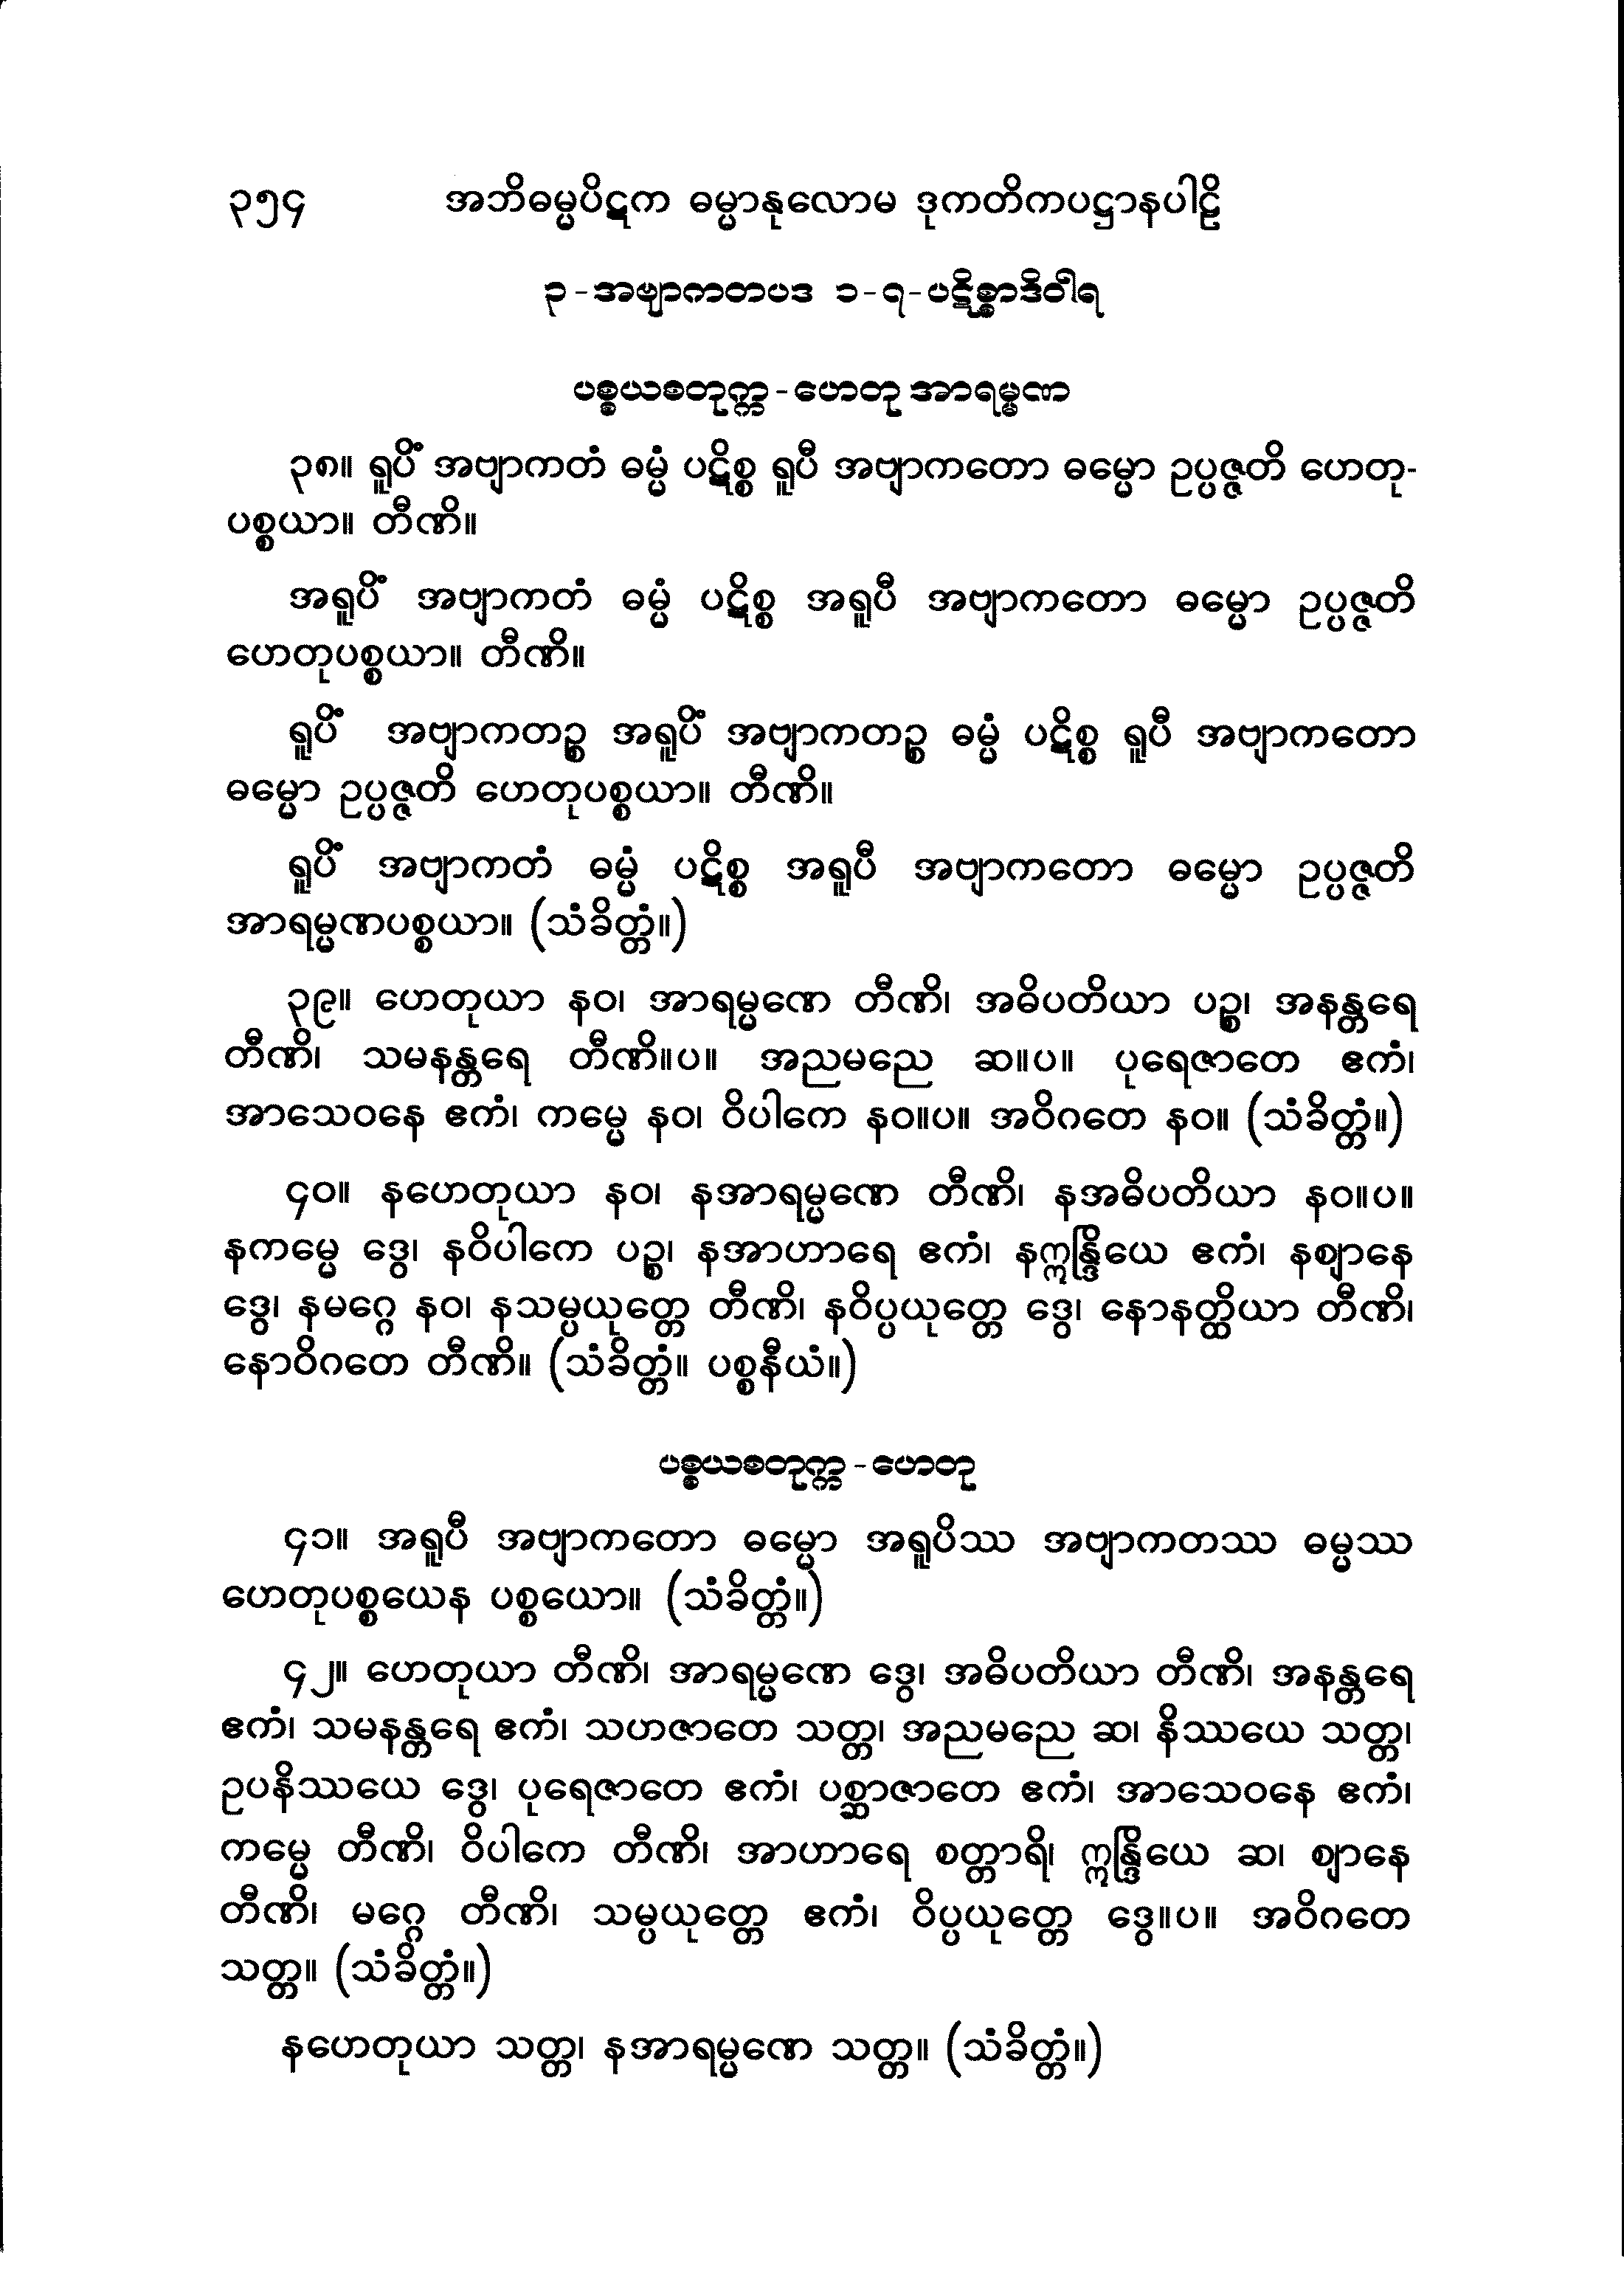 ၃၅၄ အဘိဓမ္မပိဋက ဓမ္မာနုလောမ ဒုကတိကပဋ္ဌာနပါဠိ
၃-အဗျာကတပဒ ၁-၇-ပဋိစ္စာဒိဝါရ
ပစ္စယစတုက္က-ဟေတု အာရမ္မဏ
၃၈။ ရူပိံ အဗျာကတံ ဓမ္မံ ပဋိစ္စ ရူပီ အဗျာကတော ဓမ္မော ဥပ္ပဇ္ဇတိ ဟေတု-
ပစ္စယာ။ တီဏိ။
အရူပိံ အဗျာကတံ ဓမ္မံ ပဋိစ္စ အရူပီ အဗျာကတော ဓမ္မော ဥပ္ပဇ္ဇတိ
ဟေတုပစ္စယာ။ တီဏိ။
ရူပိံ အဗျာကတဉ္စ အရူပိံ အဗျာကတဉ္စ ဓမ္မံ ပဋိစ္စ ရူပီ အဗျာကတော
ဓမ္မော ဥပ္ပဇ္ဇတိ ဟေတုပစ္စယာ။ တီဏိ။
ရူပိံ အဗျာကတံ ဓမ္မံ ပဋိစ္စ အရူပီ အဗျာကတော ဓမ္မော ဥပ္ပဇ္ဇတိ
အာရမ္မဏပစ္စယာ။ (သံခိတ္တံ။)
၃၉။ ဟေတုယာ နဝ၊ အာရမ္မဏေ တီဏိ၊ အဓိပတိယာ ပဉ္စ၊ အနန္တရေ
တီဏိ၊ သမနန္တရေ တီဏိ။ပ။ အညမညေ ဆ။ပ။ ပုရေဇာတေ ဧကံ၊
အာသေဝနေ ဧကံ၊ ကမ္မေ နဝ၊ ဝိပါကေ နဝ။ပ။ အဝိဂတေ နဝ။ (သံခိတ္တံ။)
၄၀။ နဟေတုယာ နဝ၊ နအာရမ္မဏေ တီဏိ၊ နအဓိပတိယာ နဝ။ပ။
နကမ္မေ ဒွေ၊ နဝိပါကေ ပဉ္စ၊ နအာဟာရေ ဧကံ၊ နဣန္ဒြိယေ ဧကံ၊ နဈာနေ
ဒွေ၊ နမဂ္ဂေ နဝ၊ နသမ္ပယုတ္တေ တီဏိ၊ နဝိပ္ပယုတ္တေ ဒွေ၊ နောနတ္ထိယာ တီဏိ၊
နောဝိဂတေ တီဏိ။ (သံခိတ္တံ။ ပစ္စနီယံ။)
ပစ္စယစတုက္က-ဟေတု
၄၁။ အရူပီ အဗျာကတော ဓမ္မော အရူပိဿ အဗျာကတဿ ဓမ္မဿ
ဟေတုပစ္စယေန ပစ္စယော။ (သံခိတ္တံ။)
၄၂။ ဟေတုယာ တီဏိ၊ အာရမ္မဏေ ဒွေ၊ အဓိပတိယာ တီဏိ၊ အနန္တရေ
ဧကံ၊ သမနန္တရေ ဧကံ၊ သဟဇာတေ သတ္တ၊ အညမညေ ဆ၊ နိဿယေ သတ္တ၊
ဥပနိဿယေ ဒွေ၊ ပုရေဇာတေ ဧကံ၊ ပစ္ဆာဇာတေ ဧကံ၊ အာသေဝနေ ဧကံ၊
ကမ္မေ တီဏိ၊ ဝိပါကေ တီဏိ၊ အာဟာရေ စတ္တာရိ၊ ဣန္ဒြိယေ ဆ၊ ဈာနေ
တီဏိ၊ မဂ္ဂေ တီဏိ၊ သမ္ပယုတ္တေ ဧကံ၊ ဝိပ္ပယုတ္တေ ဒွေ။ပ။ အဝိဂတေ
သတ္တ။ (သံခိတ္တံ။)
နဟေတုယာ သတ္တ၊ နအာရမ္မဏေ သတ္တ။ (သံခိတ္တံ။)